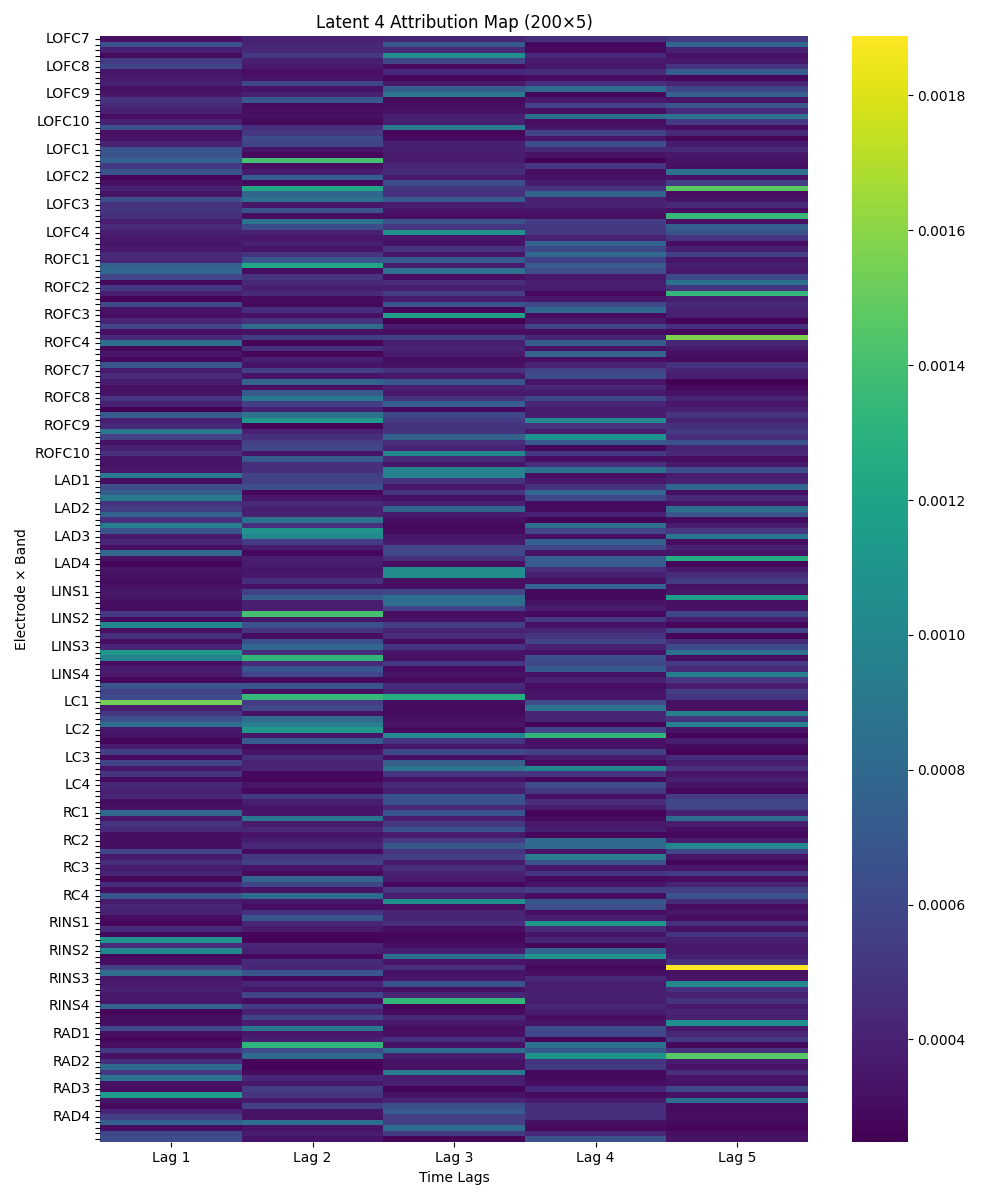 Latent 4 Attribution Map (200×5)
LOFC7
LOFC8
LOFC9
LOFC10
LOFC1
LOFC2
LOFC3
LOFC4
ROFC1
ROFC2
ROFC3
ROFC4
ROFC7
ROFC8
ROFC9
ROFC10
LAD1
LAD2
LAD3
LAD4
LINS1
LINS2
LINS3
LINS4
LC1
LC2
LC3
LC4
RC1
RC2
RC3
RC4
RINS1
RINS2
RINS3
RINS4
RAD1
RAD2
RAD3
RAD4
Electrode × Band
Lag 1
Lag 2
Lag 3
Lag 4
Lag 5
Time Lags
0.0018
0.0016
0.0014
0.0012
0.0010
0.0008
0.0006
0.0004